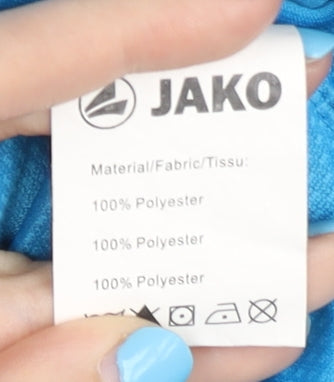 JAKO
Material/Fabric/Tissu:
100% Polyester
100% Polyester
100% Polyester